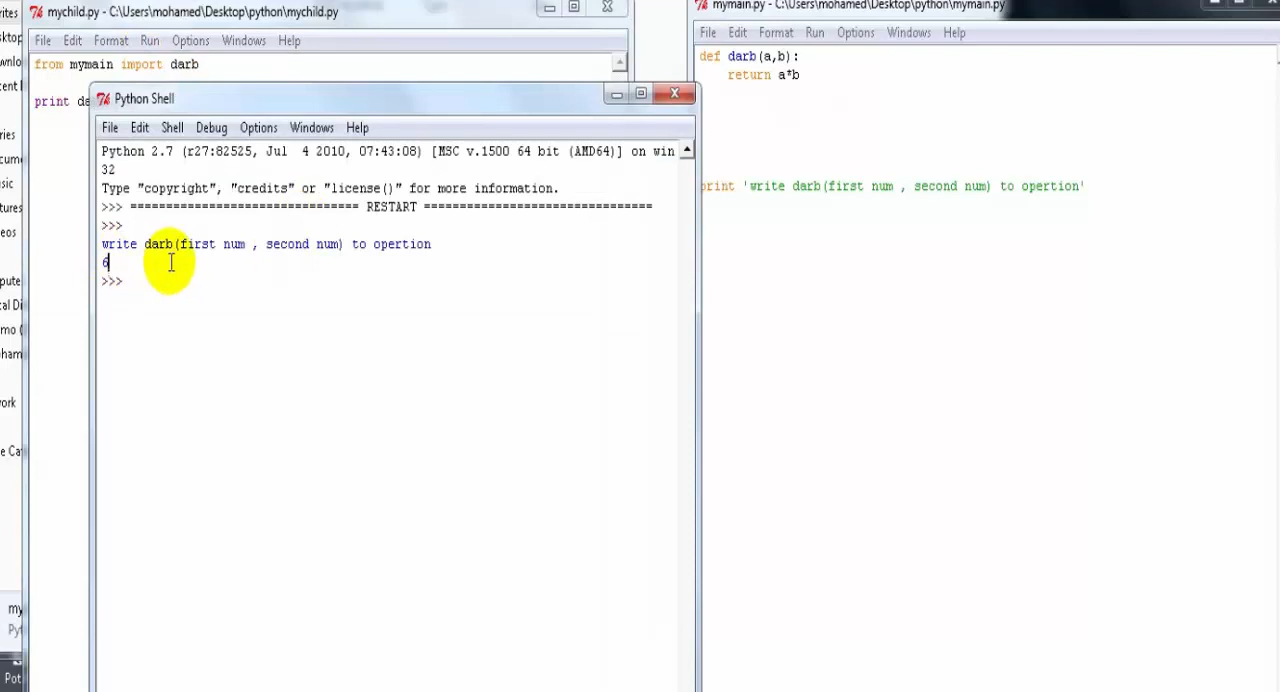 mychild.py - C:\Users\mohamed\Desktop\python\mychild.py
File Edit Format Run Options Windows Help
from mymain import darb
print
Python Shell
File Edit Shell Debug Options Windows Help
Python 2.7 (r27:82525, Jul 4 2010, 07:43:08) [MSC v.1500 64 bit (AMD64)] on win
32
Type "copyright", "credits" or "license()" for more information.
>>> ================================ RESTART ================================
>>>
write darb(first num , second num) to opertion
6
>>>
mymain.py - C:\Users\mohamed\Desktop\python\mymain.py
File Edit Format Run Options Windows Help
def darb(a,b):
return a*b
print 'write darb(first num , second num) to opertion'